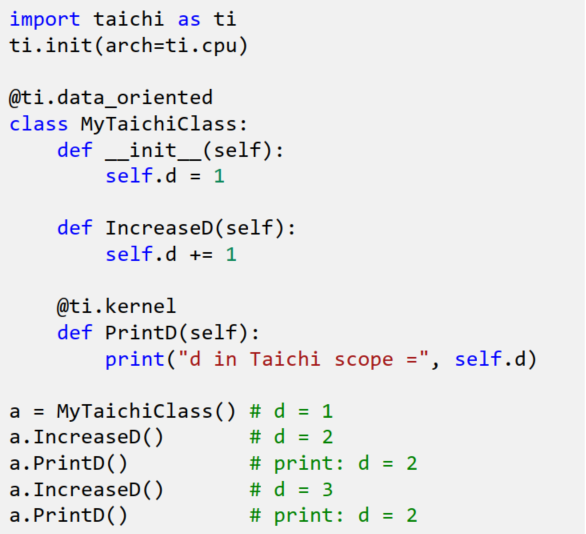 import taichi as ti
ti.init(arch=ti.cpu)

@ti.data_oriented
class MyTaichiClass:
    def __init__(self):
        self.d = 1

    def IncreaseD(self):
        self.d += 1

    @ti.kernel
    def PrintD(self):
        print("d in Taichi scope =", self.d)

a = MyTaichiClass() # d = 1
a.IncreaseD()       # d = 2
a.PrintD()          # print: d = 2
a.IncreaseD()       # d = 3
a.PrintD()          # print: d = 2